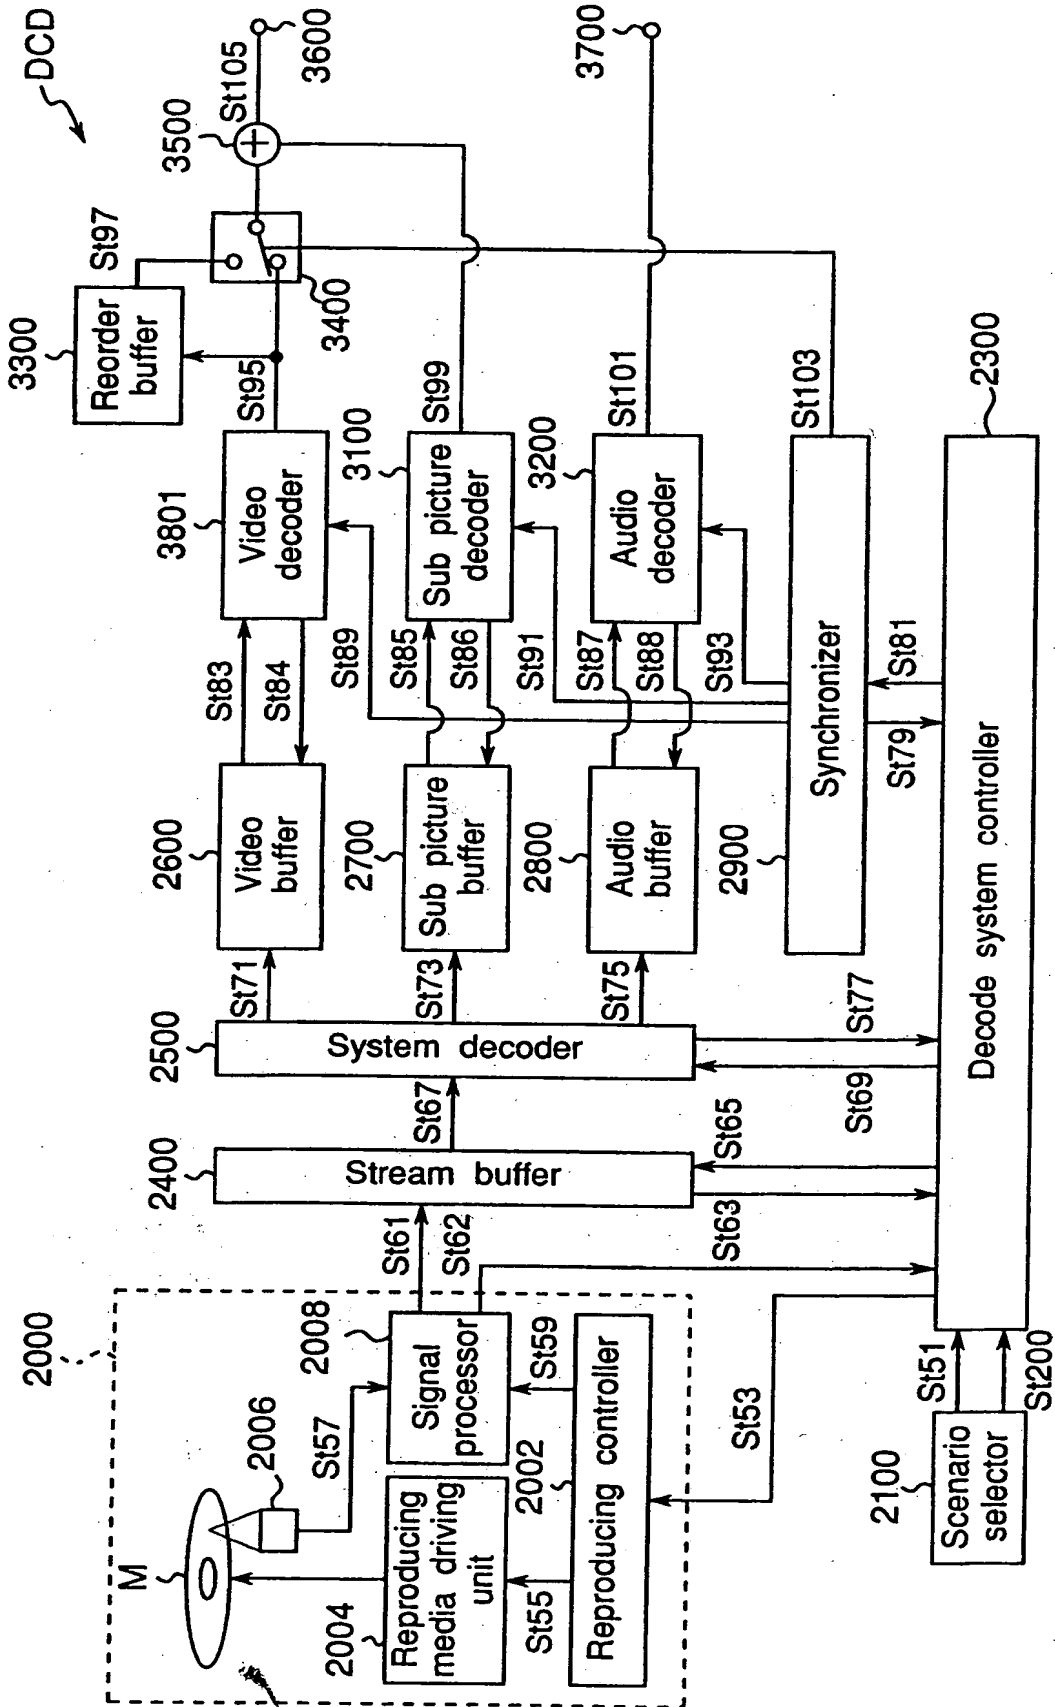 DCD
2000
M
2006
St57
2004
Reproducing
media driving
unit
2008
Signal
processor
St55
St59
2002
Reproducing controller
St53
St61
St62
St63
2400
Stream buffer
St65
St67
2500
System decoder
St69
St77
St71
St73
St75
2600
Video
buffer
2700
Sub picture
buffer
2800
Audio
buffer
2900
Synchronizer
St79
St81
St83
St84
St89
St85
St86
St91
St87
St88
St93
3801
Video
decoder
3100
Sub picture
decoder
3200
Audio
decoder
St95
St99
St101
St103
3300
Reorder
buffer
St97
3400
3500
St105
3600
3700
2100
Scenario
selector
St51
St200
Decode system controller
2300